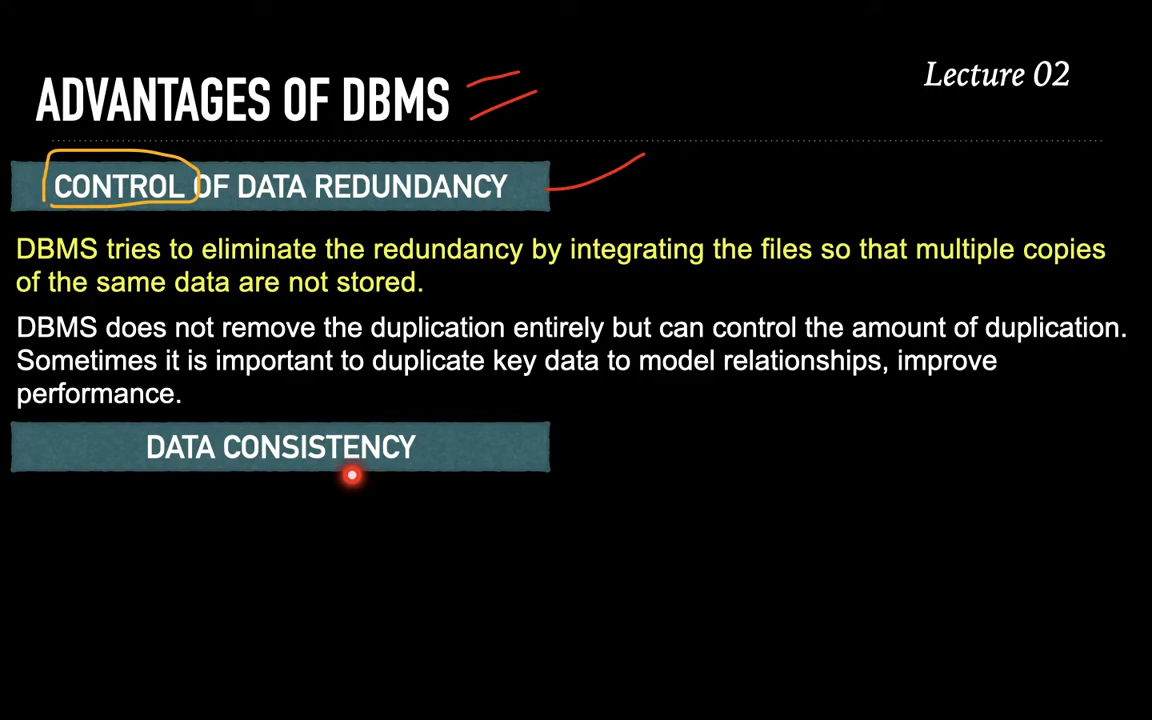 Lecture 02
ADVANTAGES OF DBMS
CONTROL OF DATA REDUNDANCY
DBMS tries to eliminate the redundancy by integrating the files so that multiple copies
of the same data are not stored.
DBMS does not remove the duplication entirely but can control the amount of duplication.
Sometimes it is important to duplicate key data to model relationships, improve
performance.
DATA CONSISTENCY